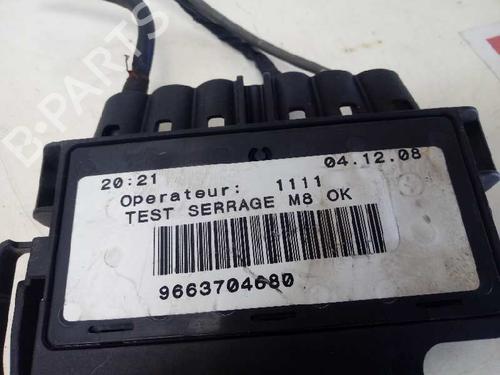 20:21 04.12.08
Operateur: 1111
TEST SERRAGE M8 OK
9663704680
B-PARTS